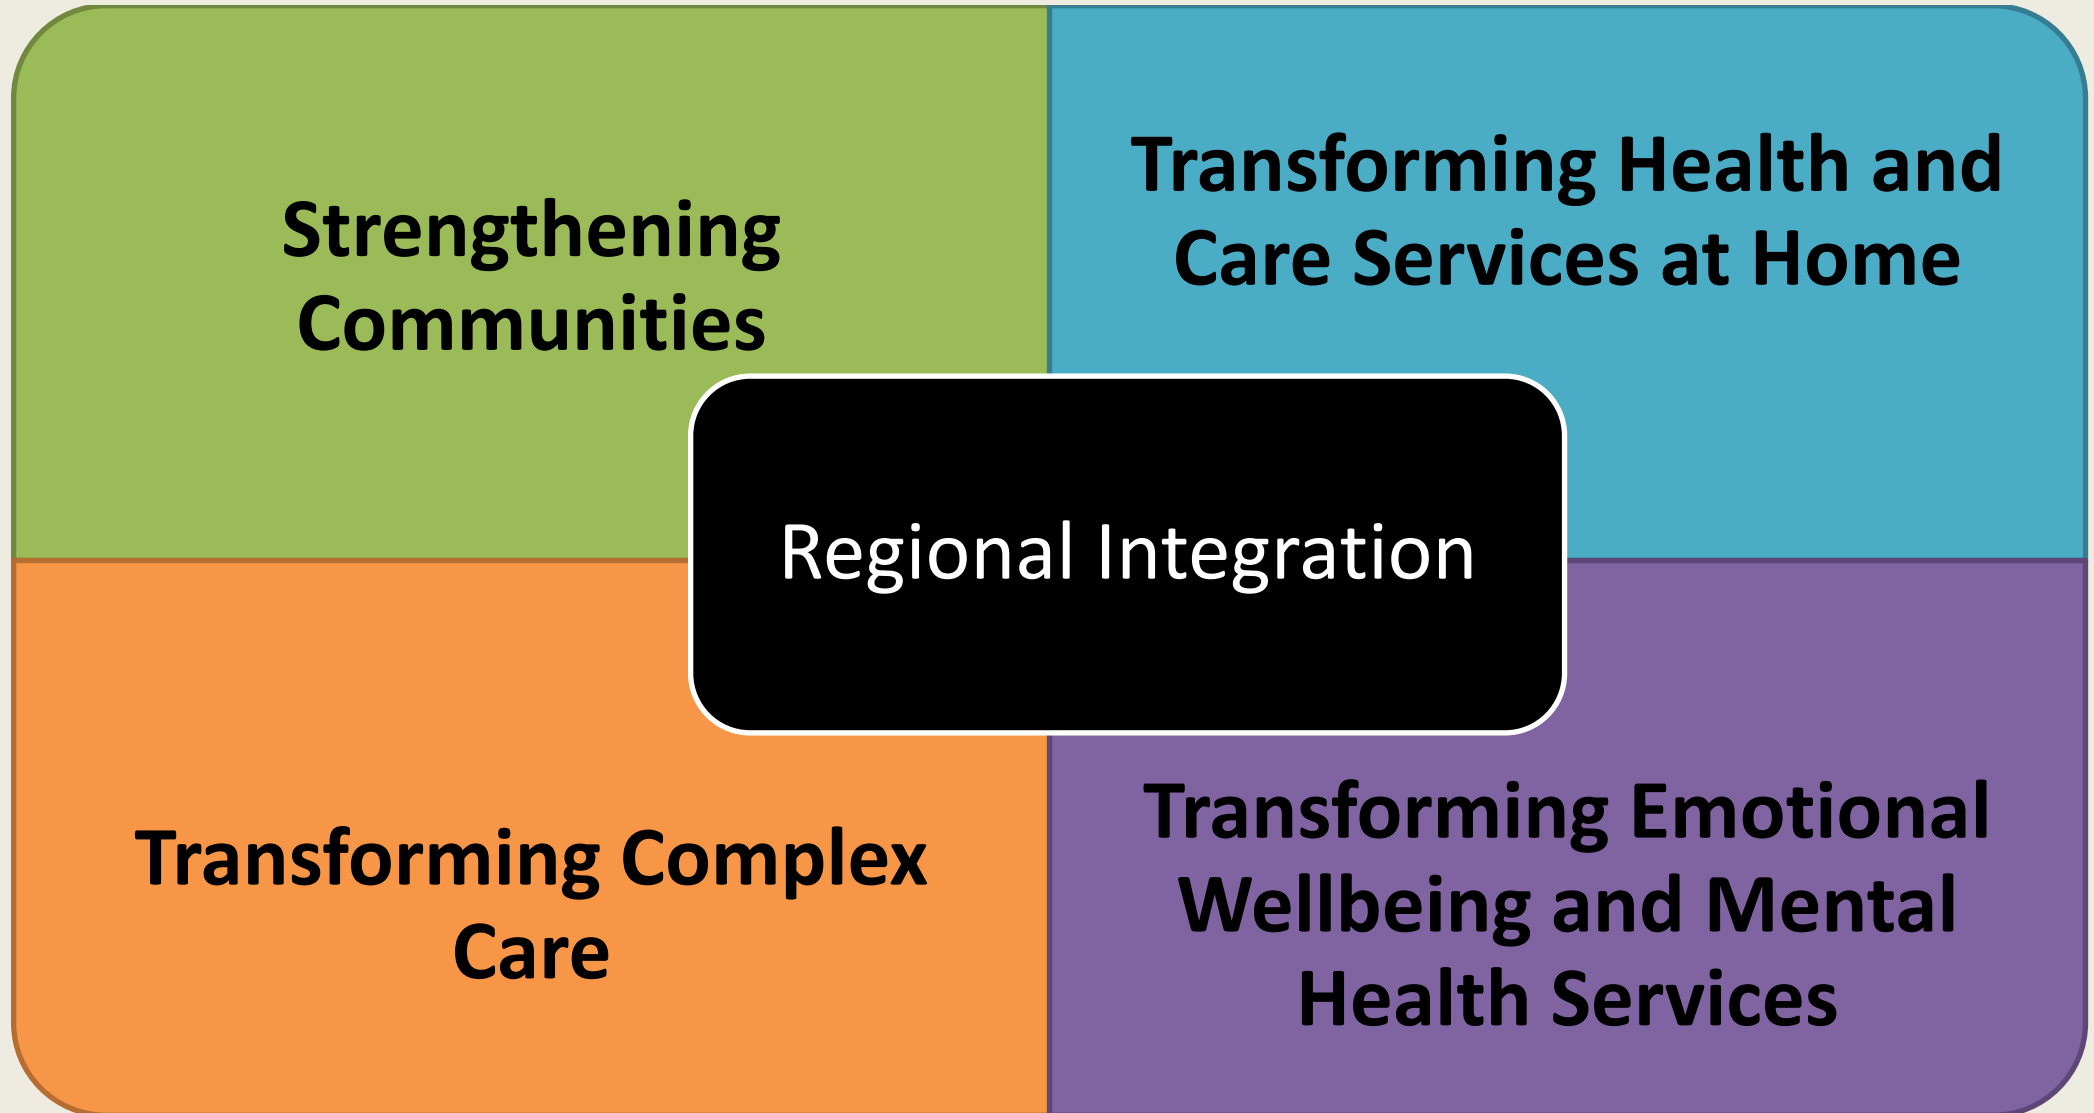 Strengthening
Communities
Transforming Health and
Care Services at Home
Regional Integration
Transforming Complex
Care
Transforming Emotional
Wellbeing and Mental
Health Services